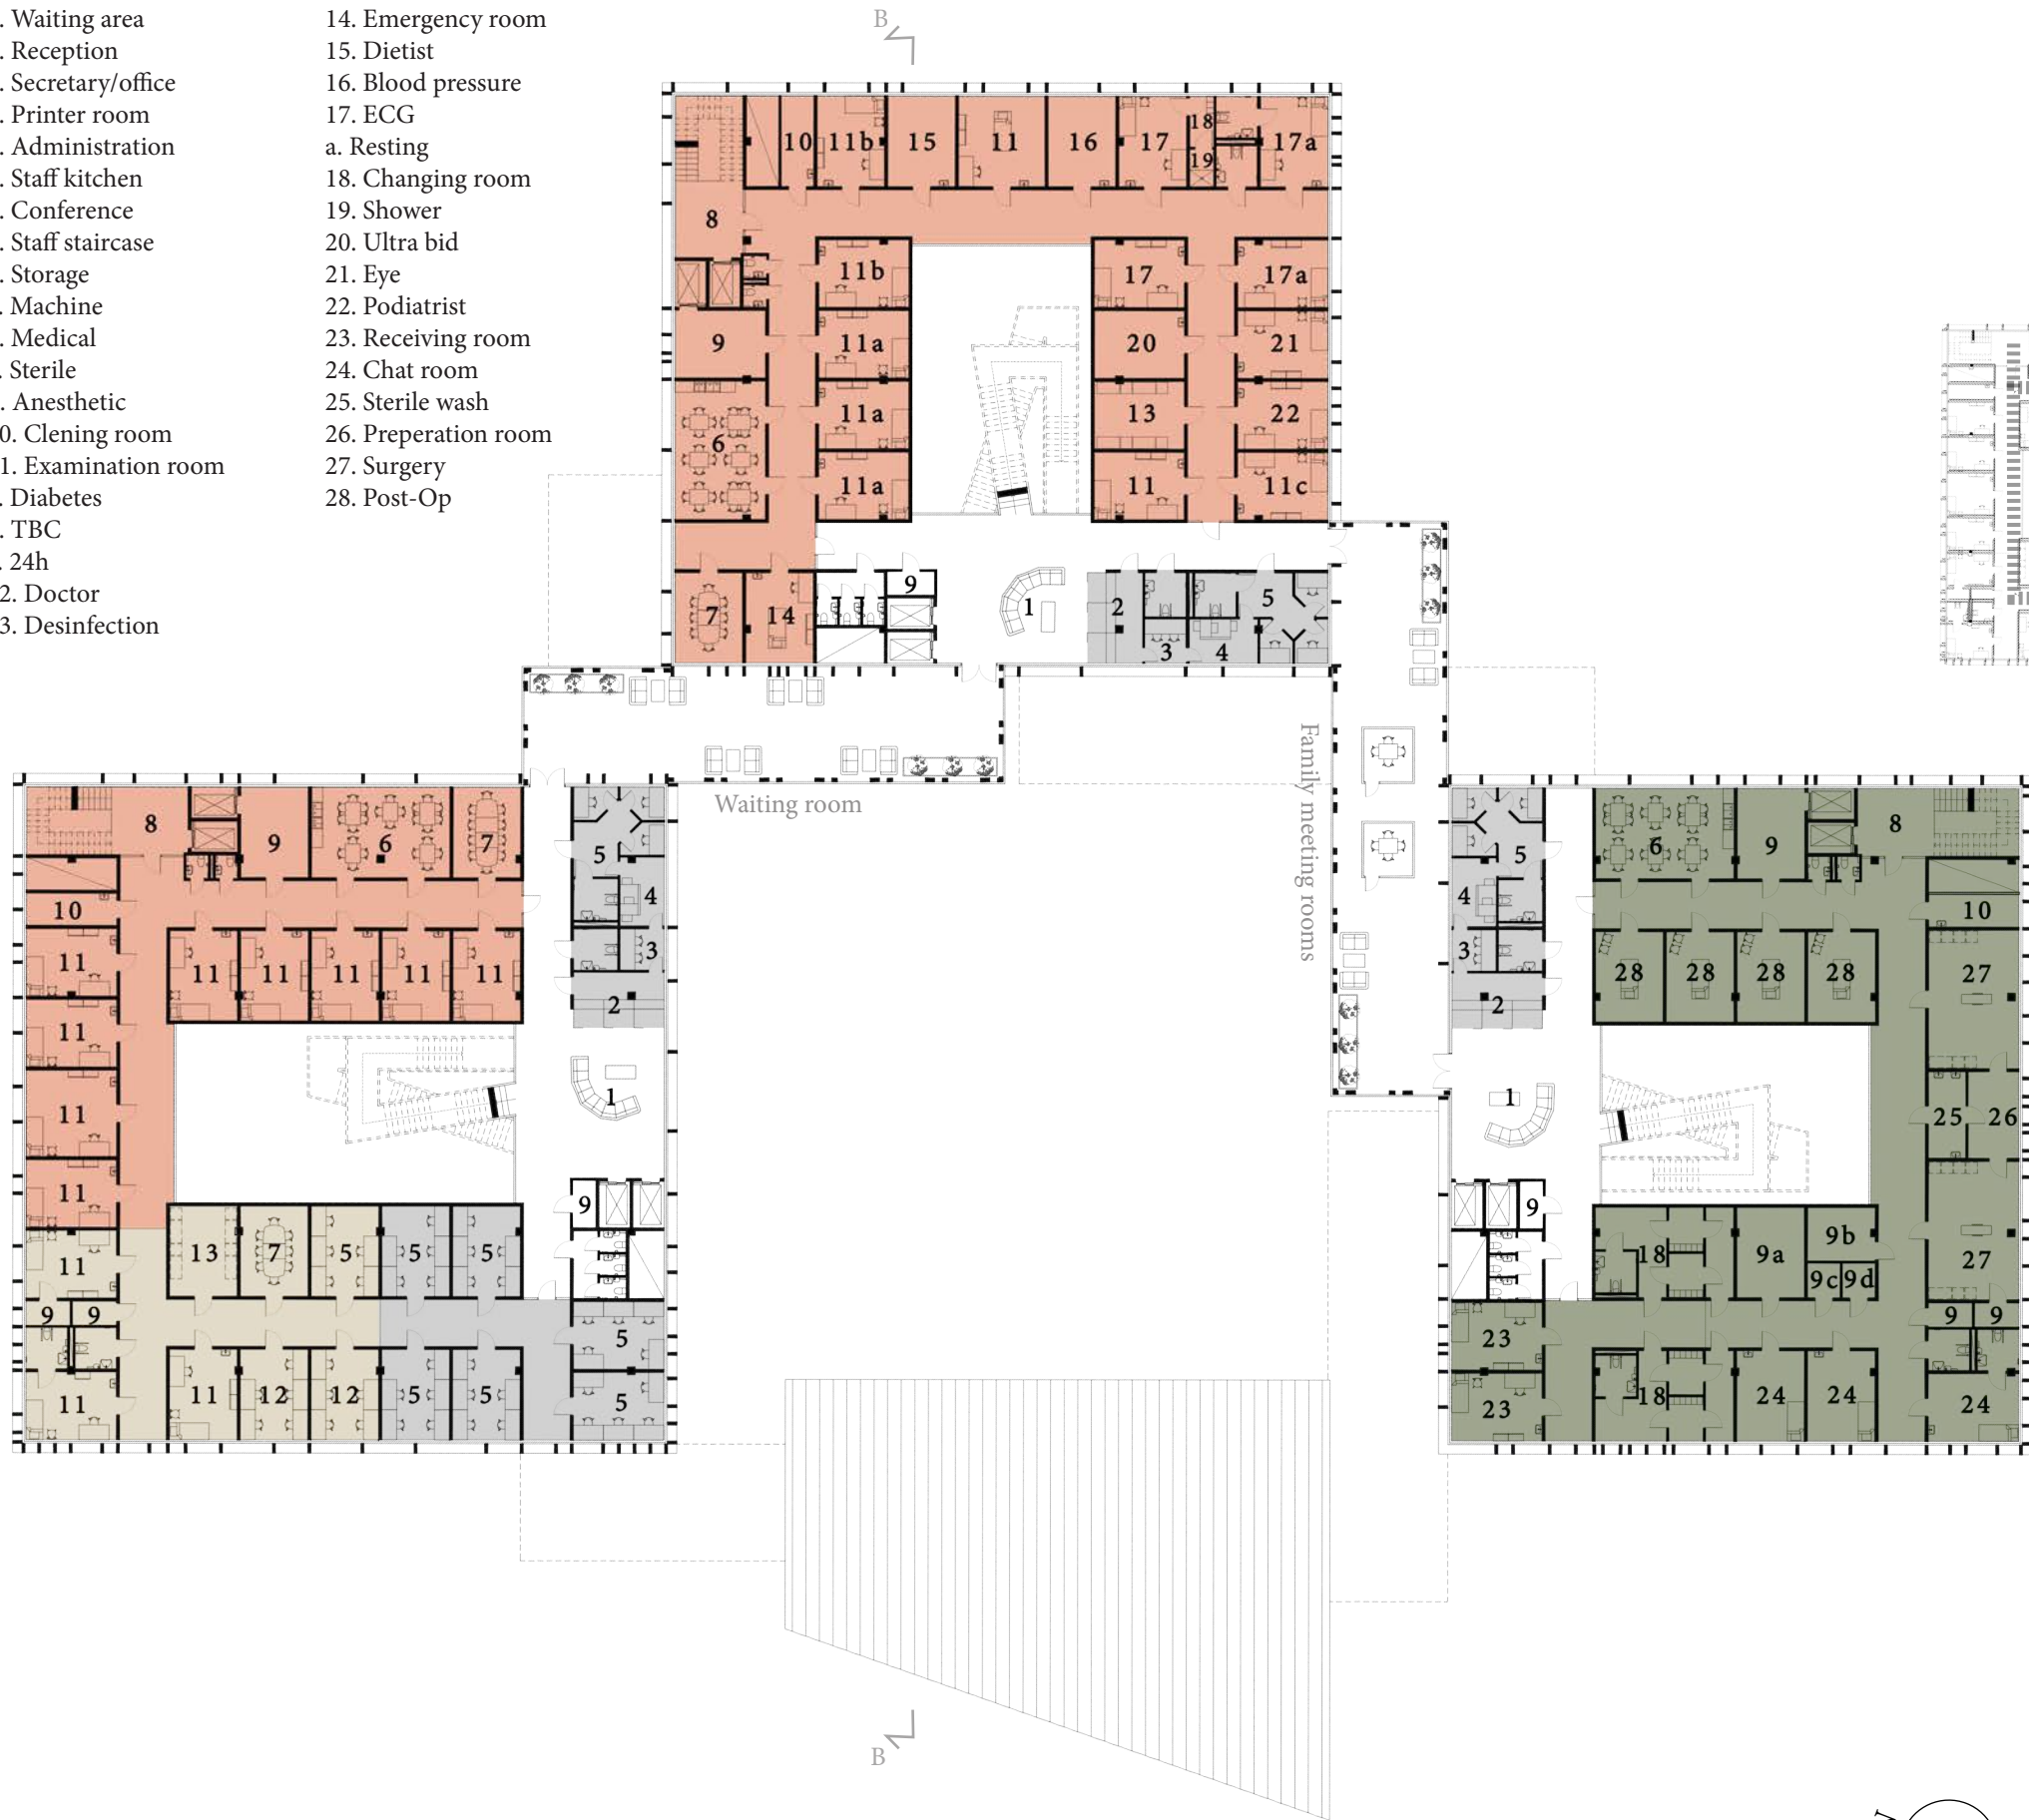 . Waiting area
. Reception
. Secretary/office
. Printer room
. Administration
. Staff kitchen
. Conference
. Staff staircase
. Storage
. Machine
. Medical
. Sterile
. Anesthetic
0. Clening room
1. Examination room
. Diabetes
. TBC
. 24h
2. Doctor
3. Desinfection
14. Emergency room
15. Dietist
16. Blood pressure
17. ECG
a. Resting
18. Changing room
19. Shower
20. Ultra bid
21. Eye
22. Podiatrist
23. Receiving room
24. Chat room
25. Sterile wash
26. Preperation room
27. Surgery
28. Post-Op
B
10 11b 15 11 16 17 18 19 17a
8
11b 17 17a
9 11a 20 21
6 11a 13 22
11a 11 11c
7 14 9 1 2 3 4 5
Waiting room
Family meeting rooms
8 9 6 7 5 4
10
11 11 11 11 11 11 3
11 2
11 1
11 9
11 13 7 5 5 5
9 9
11 11 12 12 5 5 5
5 6 9 8
4 10
3 28 28 28 28 27
2
1 25 26
9 18 9a 9b 9c 9d 27
23 9 9
23 18 24 24 24
B
N